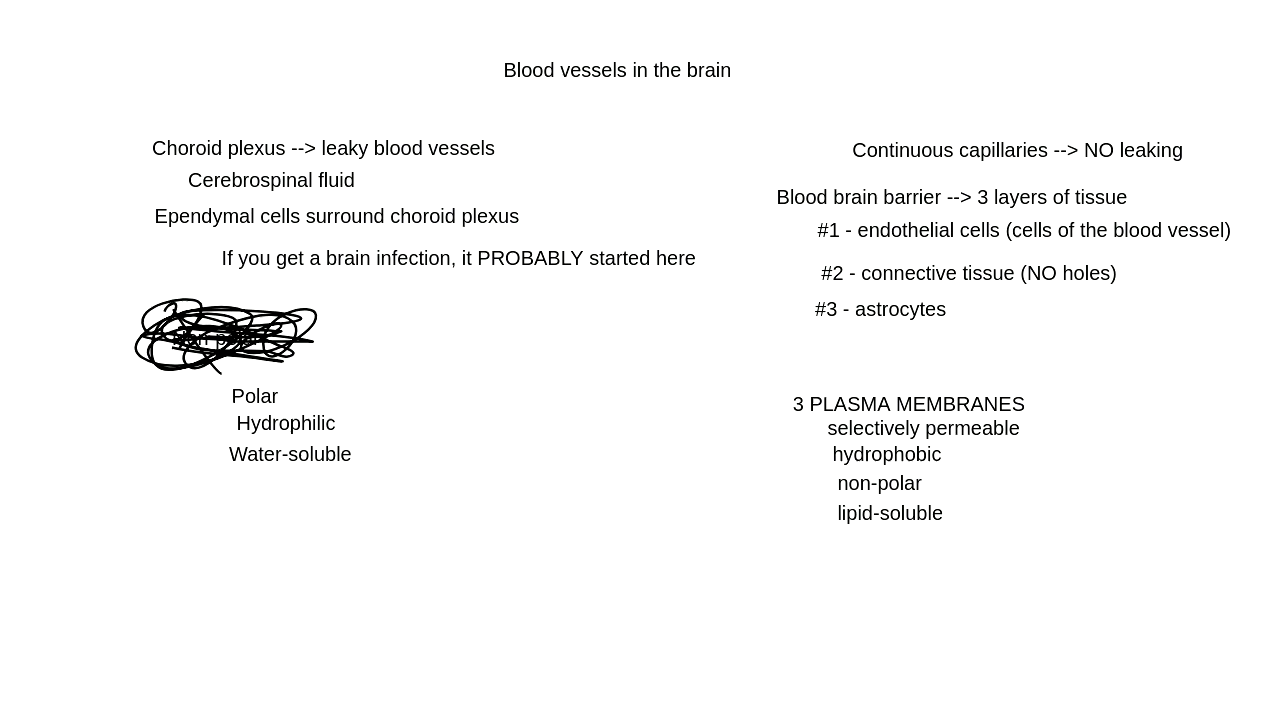 Blood vessels in the brain
Choroid plexus --> leaky blood vessels
Cerebrospinal fluid
Ependymal cells surround choroid plexus
If you get a brain infection, it PROBABLY started here
Polar
Hydrophilic
Water-soluble
Continuous capillaries --> NO leaking
Blood brain barrier --> 3 layers of tissue
#1 - endothelial cells (cells of the blood vessel)
#2 - connective tissue (NO holes)
#3 - astrocytes
3 PLASMA MEMBRANES
selectively permeable
hydrophobic
non-polar
lipid-soluble